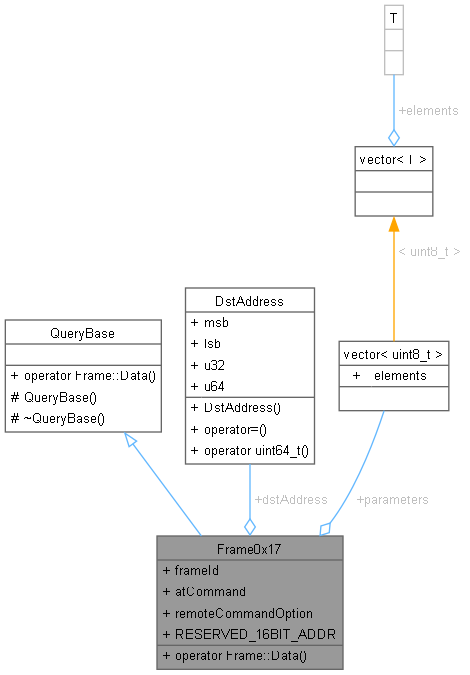 T
+elements
vector< T >
< uint8_t >
DstAddress
+ msb
+ lsb
+ u32
+ u64
+ DstAddress()
+ operator=()
+ operator uint64_t()
QueryBase
+ operator Frame::Data()
# QueryBase()
# ~QueryBase()
vector< uint8_t >
+ elements
+dstAddress
+parameters
Frame0x17
+ frameId
+ atCommand
+ remoteCommandOption
+ RESERVED_16BIT_ADDR
+ operator Frame::Data()